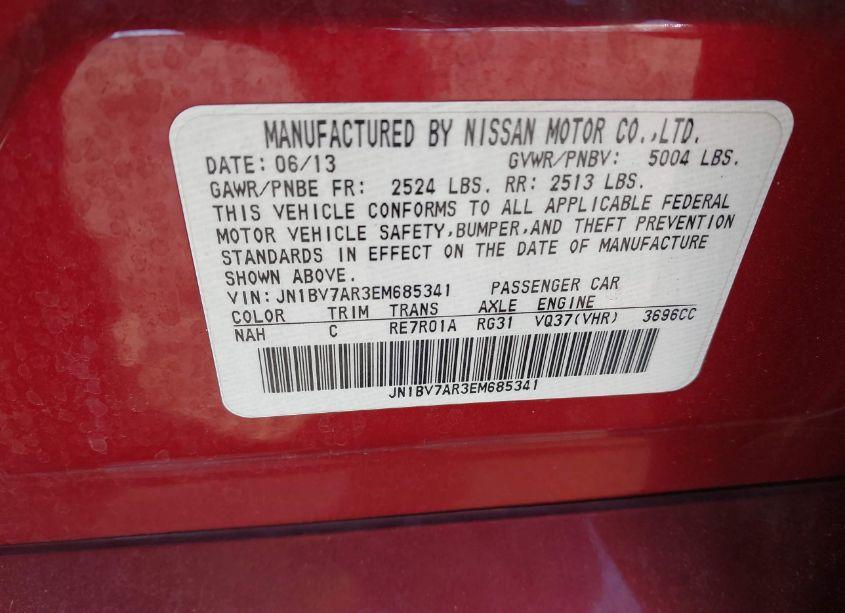 MANUFACTURED BY NISSAN MOTOR CO.,LTD.
DATE: 06/13 GVWR/PNBV: 5004 LBS.
GAWR/PNBE FR: 2524 LBS. RR: 2513 LBS.
THIS VEHICLE CONFORMS TO ALL APPLICABLE FEDERAL
MOTOR VEHICLE SAFETY,BUMPER,AND THEFT PREVENTION
STANDARDS IN EFFECT ON THE DATE OF MANUFACTURE
SHOWN ABOVE.
VIN: JN1BV7AR3EM685341 PASSENGER CAR
COLOR TRIM TRANS AXLE ENGINE
NAH C RE7R01A RG31 VQ37(VHR) 3696CC
JN1BV7AR3EM685341